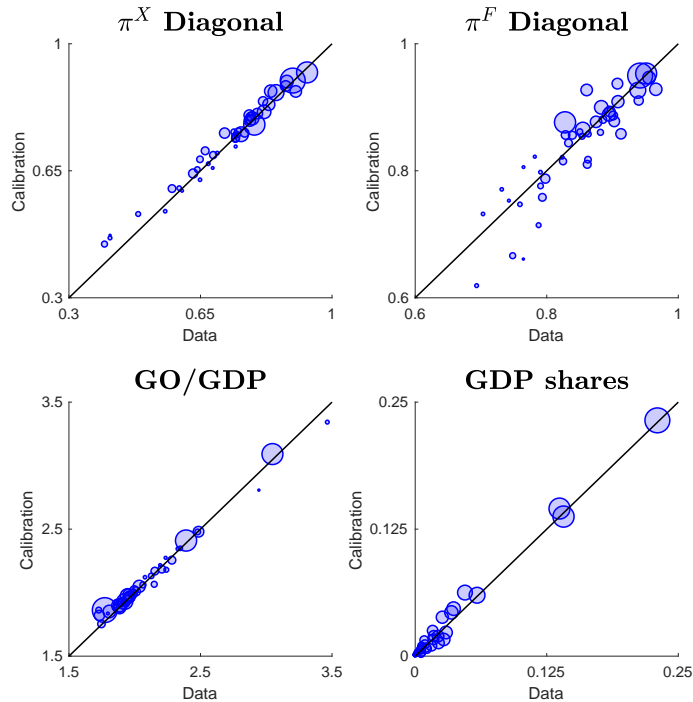 π^X Diagonal
1
0.65
0.3
Calibration
0.3 0.65 1
Data
π^F Diagonal
1
0.8
0.6
Calibration
0.6 0.8 1
Data
GO/GDP
3.5
2.5
1.5
Calibration
1.5 2.5 3.5
Data
GDP shares
0.25
0.125
0
Calibration
0 0.125 0.25
Data